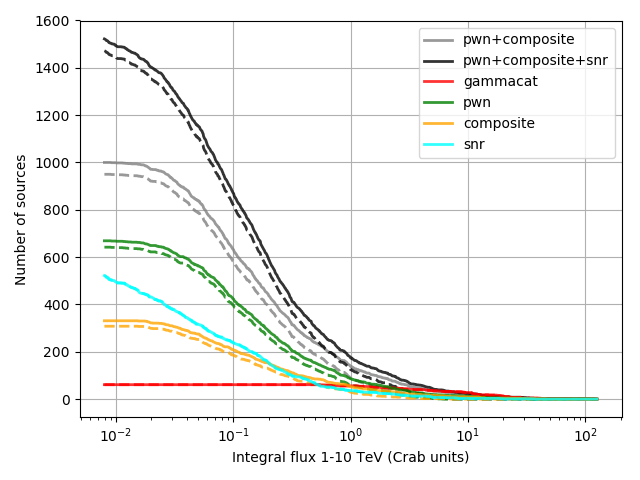 1600
1400
1200
1000
800
600
400
200
0
Number of sources
pwn+composite
pwn+composite+snr
gammacat
pwn
composite
snr
10⁻² 10⁻¹ 10⁰ 10¹ 10²
Integral flux 1-10 TeV (Crab units)